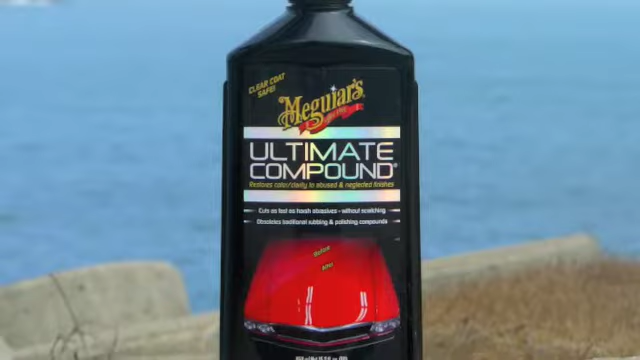 CLEAR COAT
SAFE!
Meguiar's
ULTIMATE
COMPOUND®
Restores color/clarity to abused & neglected finishes
Cuts as fast as harsh abrasives - without scratching
Obsoletes traditional rubbing & polishing compounds
Before
After